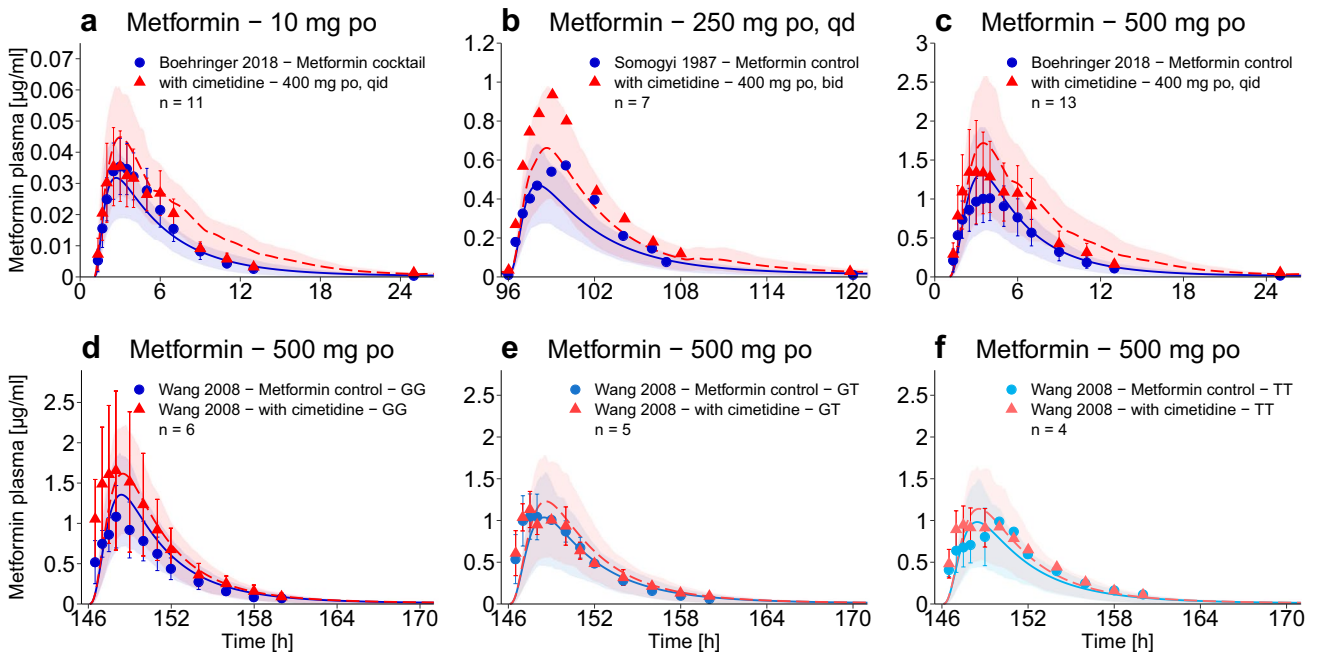 a Metformin − 10 mg po
Metformin plasma [µg/ml]
0.07
0.06
0.05
0.04
0.03
0.02
0.01
0
Boehringer 2018 − Metformin cocktail
with cimetidine − 400 mg po, qid
n = 11
0 6 12 18 24
b Metformin − 250 mg po, qd
1.2
1
0.8
0.6
0.4
0.2
0
Somogyi 1987 − Metformin control
with cimetidine − 400 mg po, bid
n = 7
96 102 108 114 120
c Metformin − 500 mg po
3
2.5
2
1.5
1
0.5
0
Boehringer 2018 − Metformin control
with cimetidine − 400 mg po, qid
n = 13
0 6 12 18 24
d Metformin − 500 mg po
Metformin plasma [µg/ml]
2.5
2
1.5
1
0.5
0
Wang 2008 − Metformin control − GG
Wang 2008 − with cimetidine − GG
n = 6
146 152 158 164 170
Time [h]
e Metformin − 500 mg po
2.5
2
1.5
1
0.5
0
Wang 2008 − Metformin control − GT
Wang 2008 − with cimetidine − GT
n = 5
146 152 158 164 170
Time [h]
f Metformin − 500 mg po
2.5
2
1.5
1
0.5
0
Wang 2008 − Metformin control − TT
Wang 2008 − with cimetidine − TT
n = 4
146 152 158 164 170
Time [h]